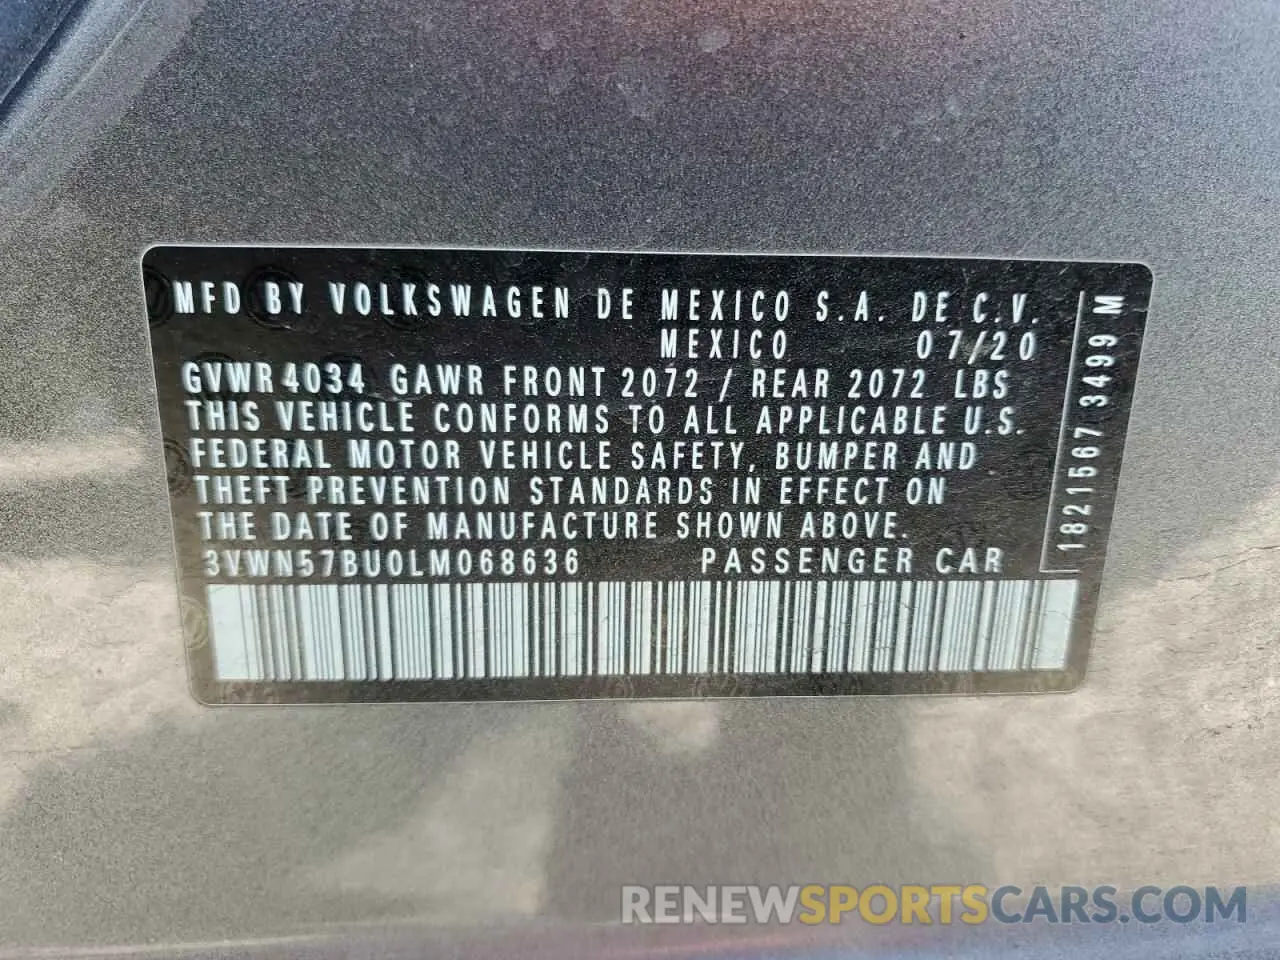 MFD BY VOLKSWAGEN DE MEXICO S.A. DE C.V.
MEXICO 07/20
GVWR 4034 GAWR FRONT 2072 / REAR 2072 LBS
THIS VEHICLE CONFORMS TO ALL APPLICABLE U.S.
FEDERAL MOTOR VEHICLE SAFETY, BUMPER AND
THEFT PREVENTION STANDARDS IN EFFECT ON
THE DATE OF MANUFACTURE SHOWN ABOVE.
3VWN57BU0LM068636 PASSENGER CAR
1821567 3499 M
RENEWSPORTSCARS.COM